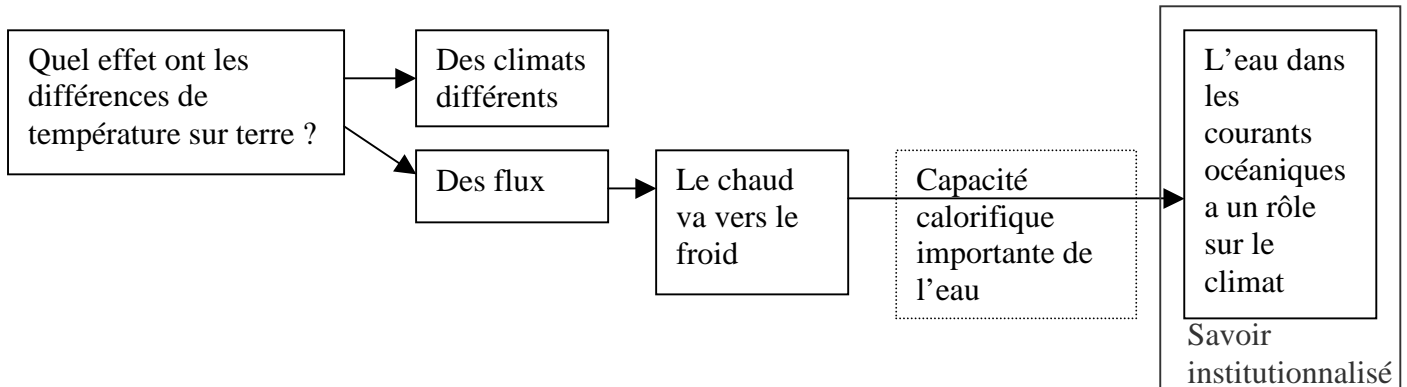 Quel effet ont les
différences de
température sur terre ?
Des climats
différents
Des flux
Le chaud
va vers le
froid
Capacité
calorifique
importante de
l’eau
L’eau dans
les
courants
océaniques
a un rôle
sur le
climat
Savoir
institutionnalisé